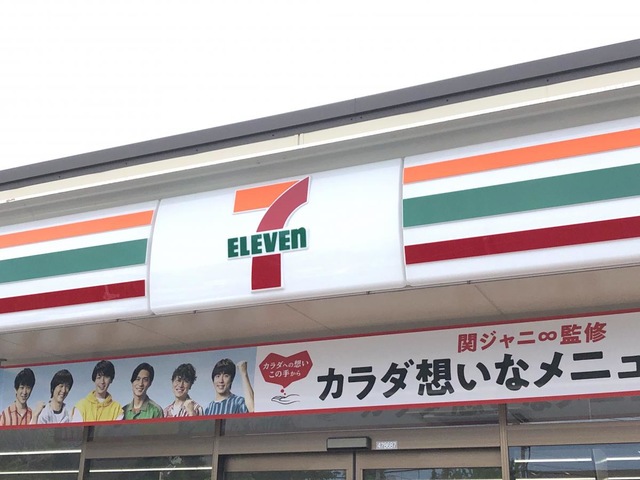 7
ELEVEn
関ジャニ∞監修
カラダへの想い
この手から
カラダ想いなメニュ